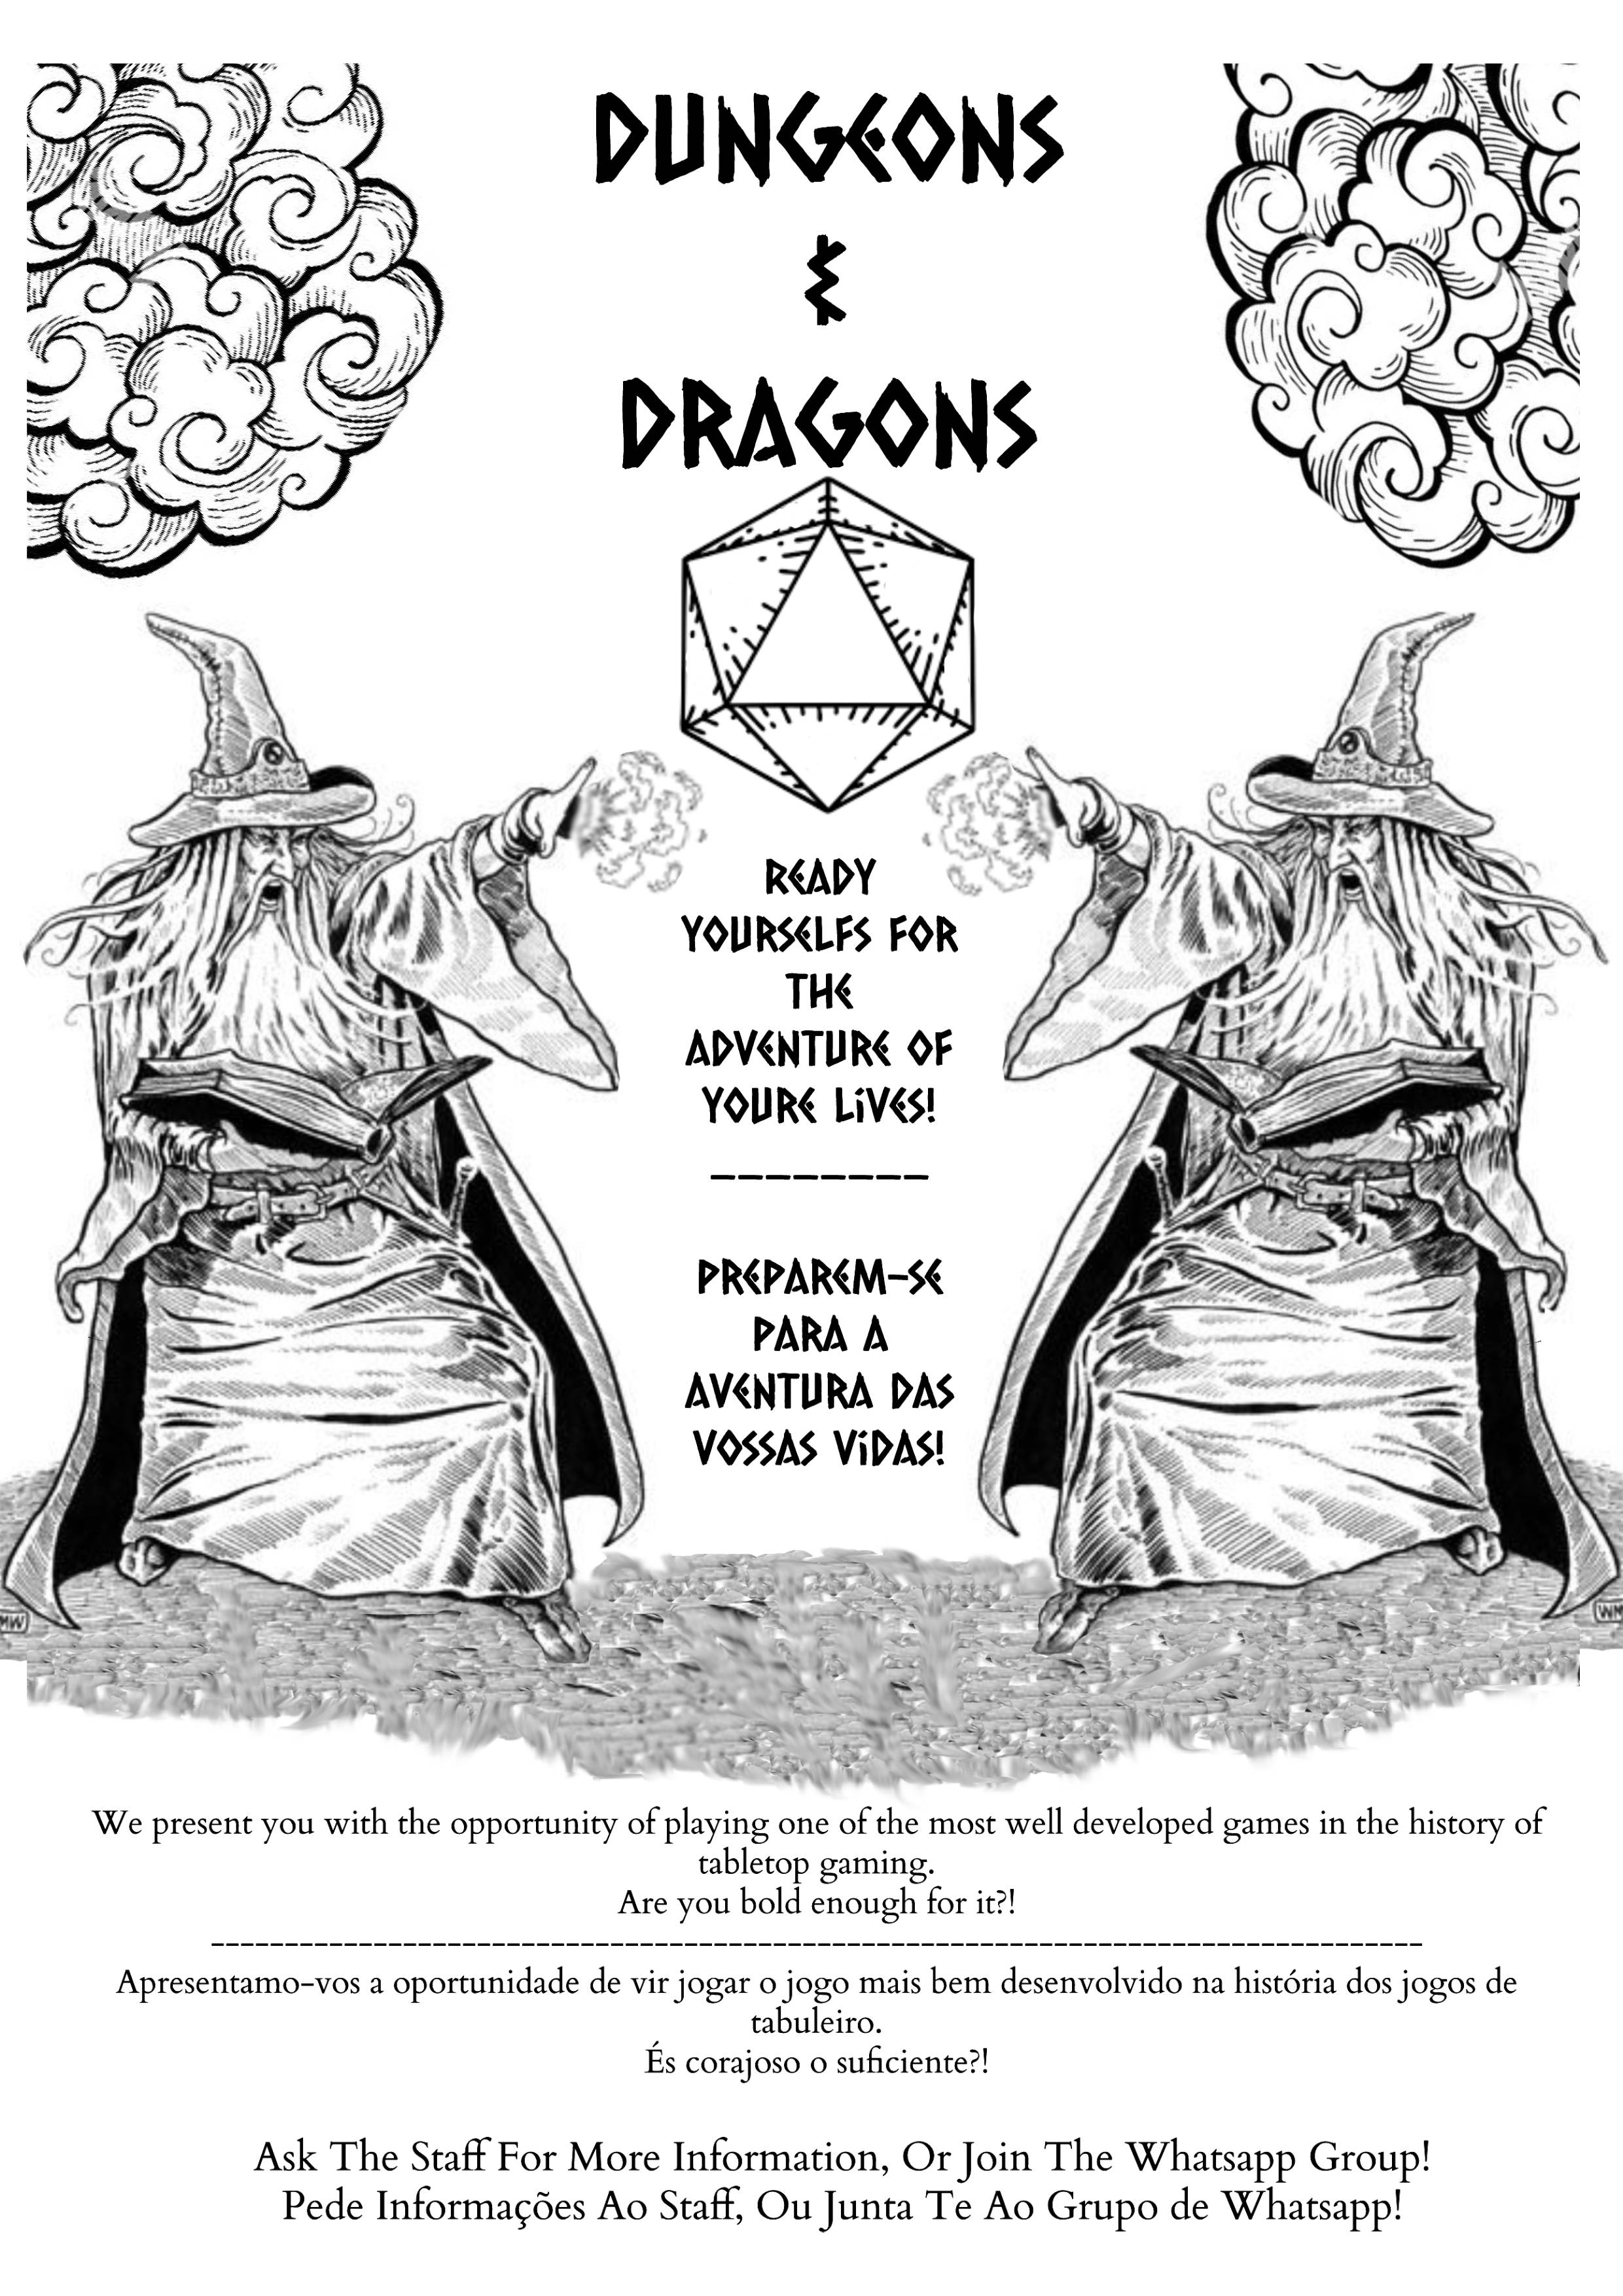 DUNGEONS
&
DRAGONS
READY
YOURSELFS FOR
THE
ADVENTURE OF
YOURE LIVES!
--------
PREPAREM-SE
PARA A
AVENTURA DAS
VOSSAS VIDAS!
MW
WM
We present you with the opportunity of playing one of the most well developed games in the history of
tabletop gaming.
Are you bold enough for it?!
--------------------------------------------------------------------------------
Apresentamo-vos a oportunidade de vir jogar o jogo mais bem desenvolvido na história dos jogos de
tabuleiro.
És corajoso o suficiente?!
Ask The Staff For More Information, Or Join The Whatsapp Group!
Pede Informações Ao Staff, Ou Junta Te Ao Grupo de Whatsapp!